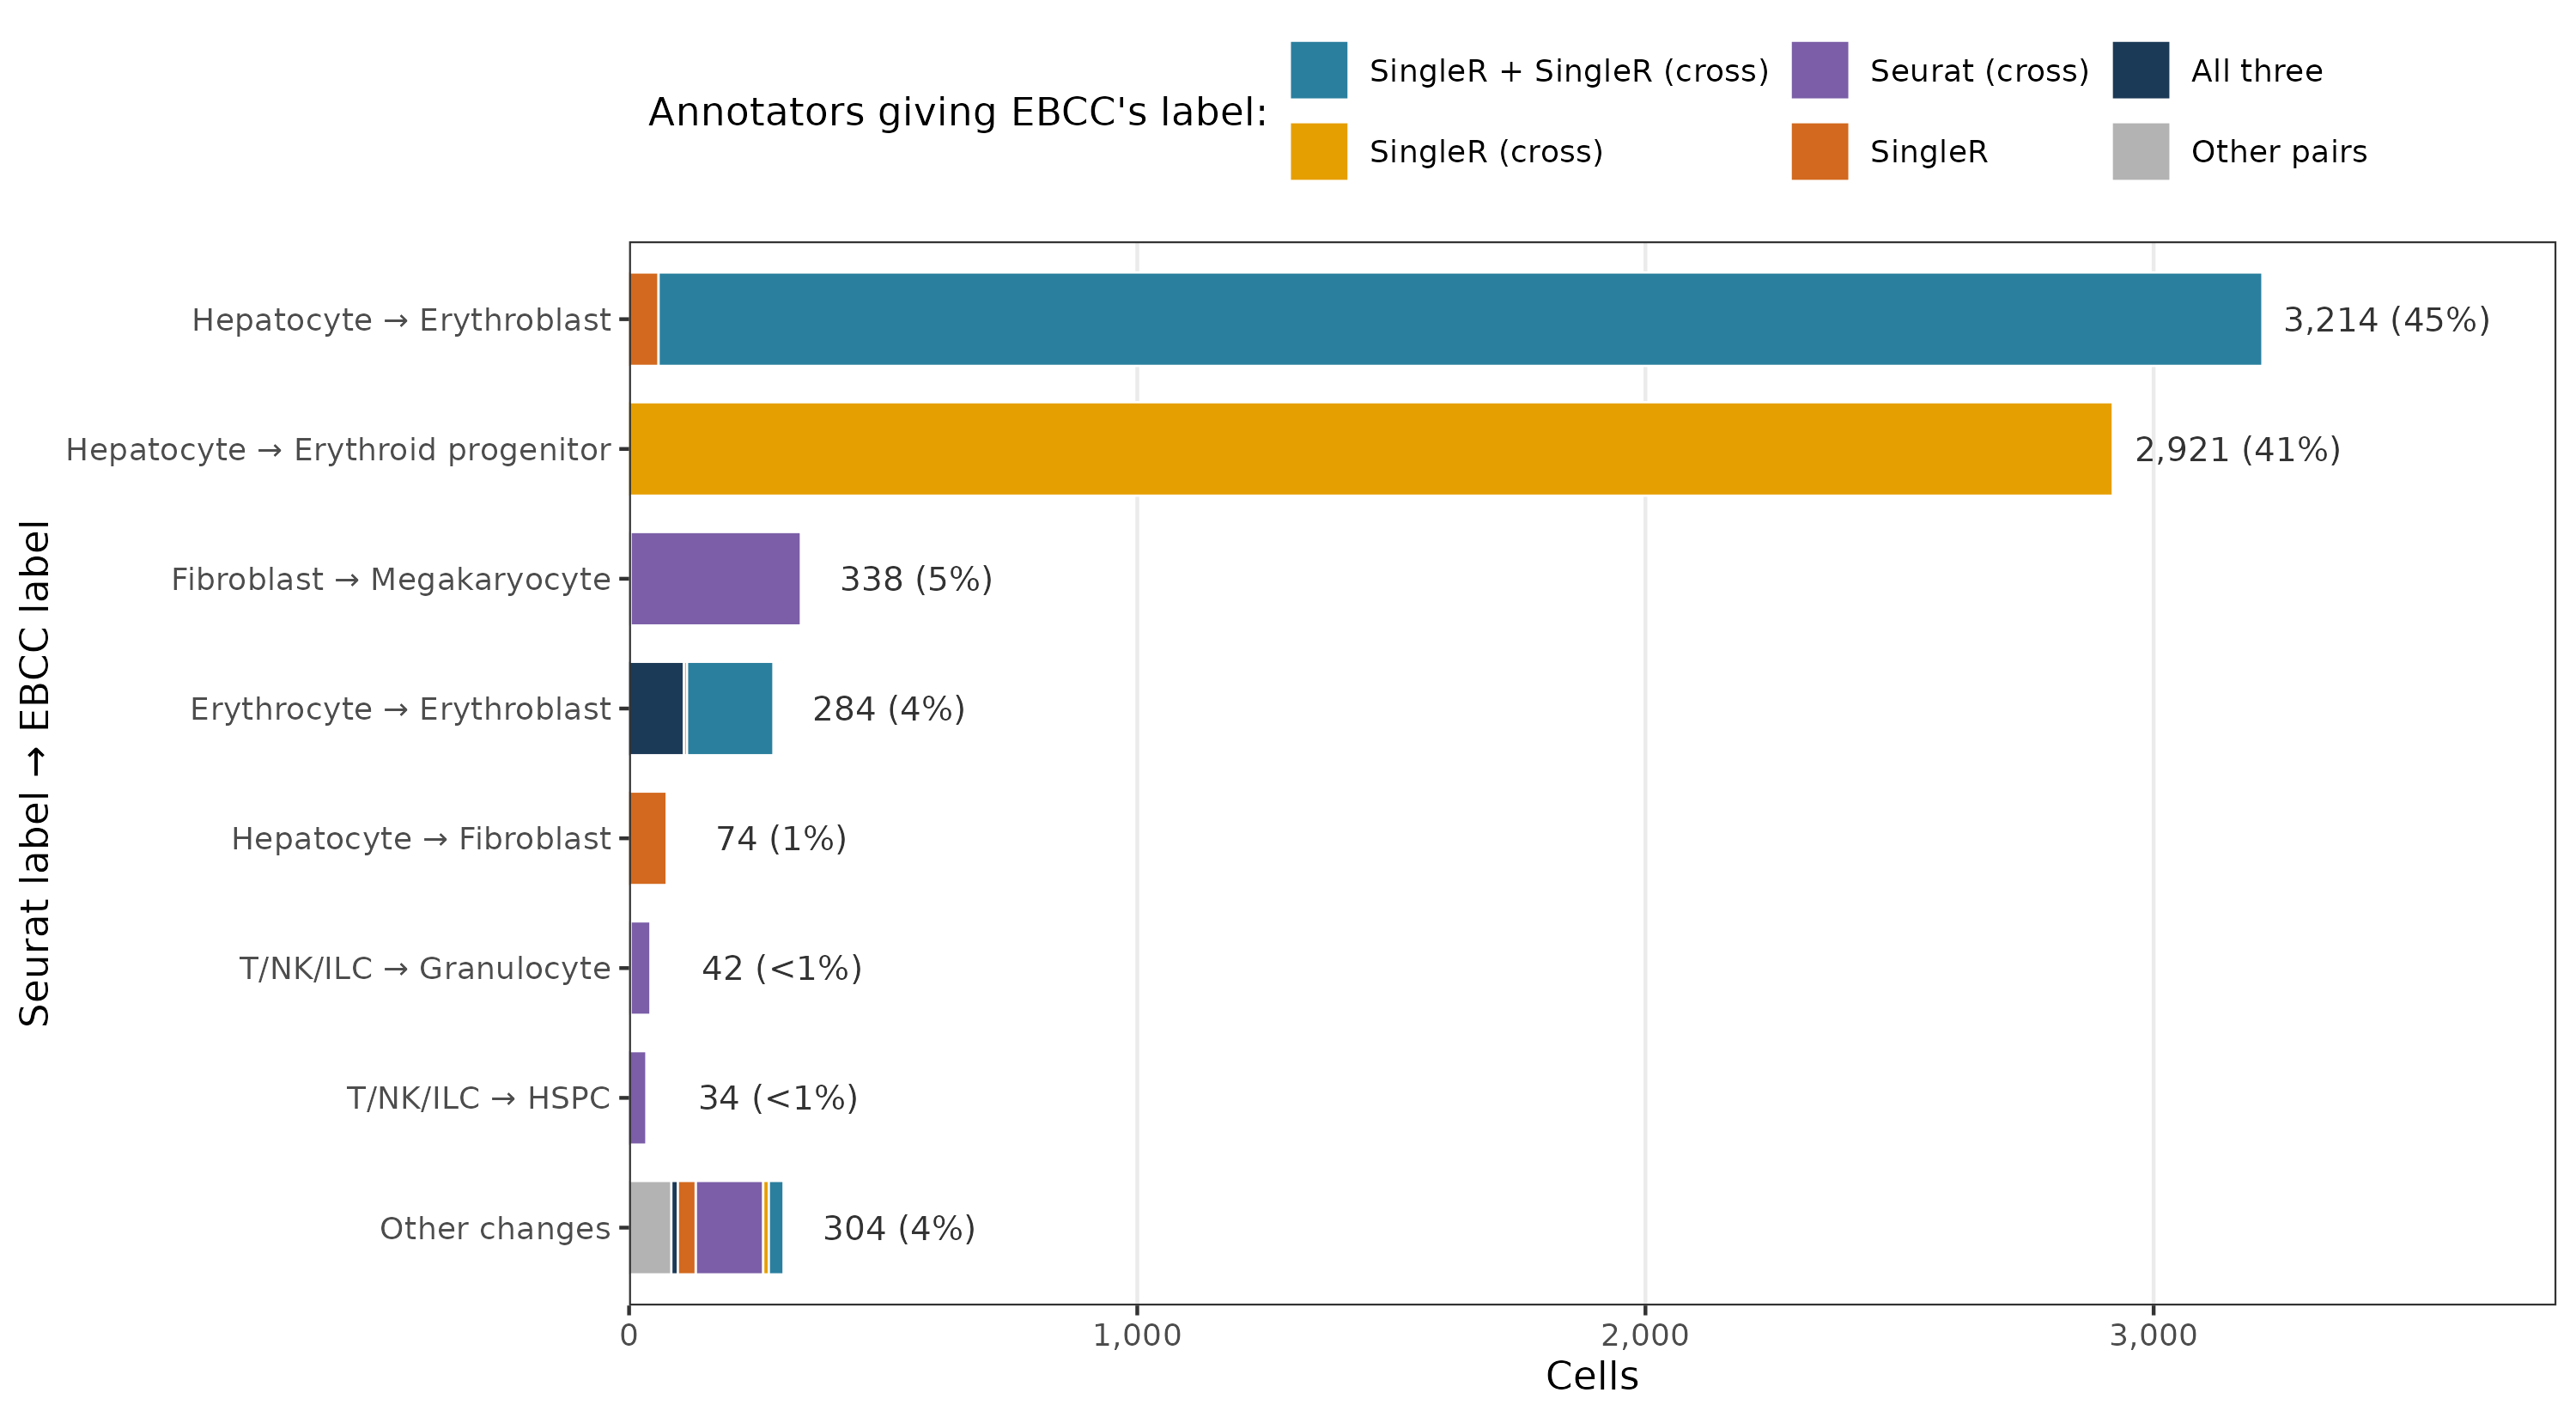 Annotators giving EBCC's label:
SingleR + SingleR (cross)
Seurat (cross)
All three
SingleR (cross)
SingleR
Other pairs
Seurat label → EBCC label
Hepatocyte → Erythroblast
3,214 (45%)
Hepatocyte → Erythroid progenitor
2,921 (41%)
Fibroblast → Megakaryocyte
338 (5%)
Erythrocyte → Erythroblast
284 (4%)
Hepatocyte → Fibroblast
74 (1%)
T/NK/ILC → Granulocyte
42 (<1%)
T/NK/ILC → HSPC
34 (<1%)
Other changes
304 (4%)
0
1,000
2,000
3,000
Cells